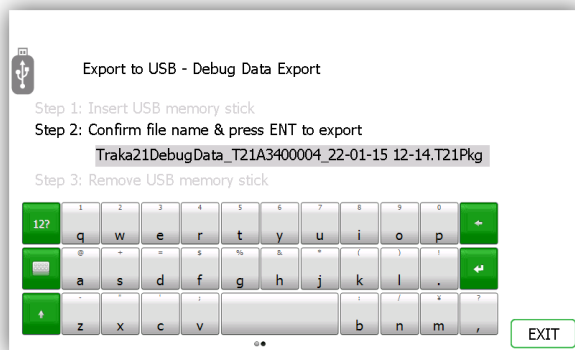 Export to USB - Debug Data Export
Step 1: Insert USB memory stick
Step 2: Confirm file name & press ENT to export
Traka21DebugData_T21A3400004_22-01-15 12-14.T21Pkg
Step 3: Remove USB memory stick
1 2 3 4 5 6 7 8 9 0
12? q w e r t y u i o p
@ + = $ % & * ( ) !
a s d f g h j k l .
- " ' ; : / ¥ ?
z x c v b n m ,
EXIT